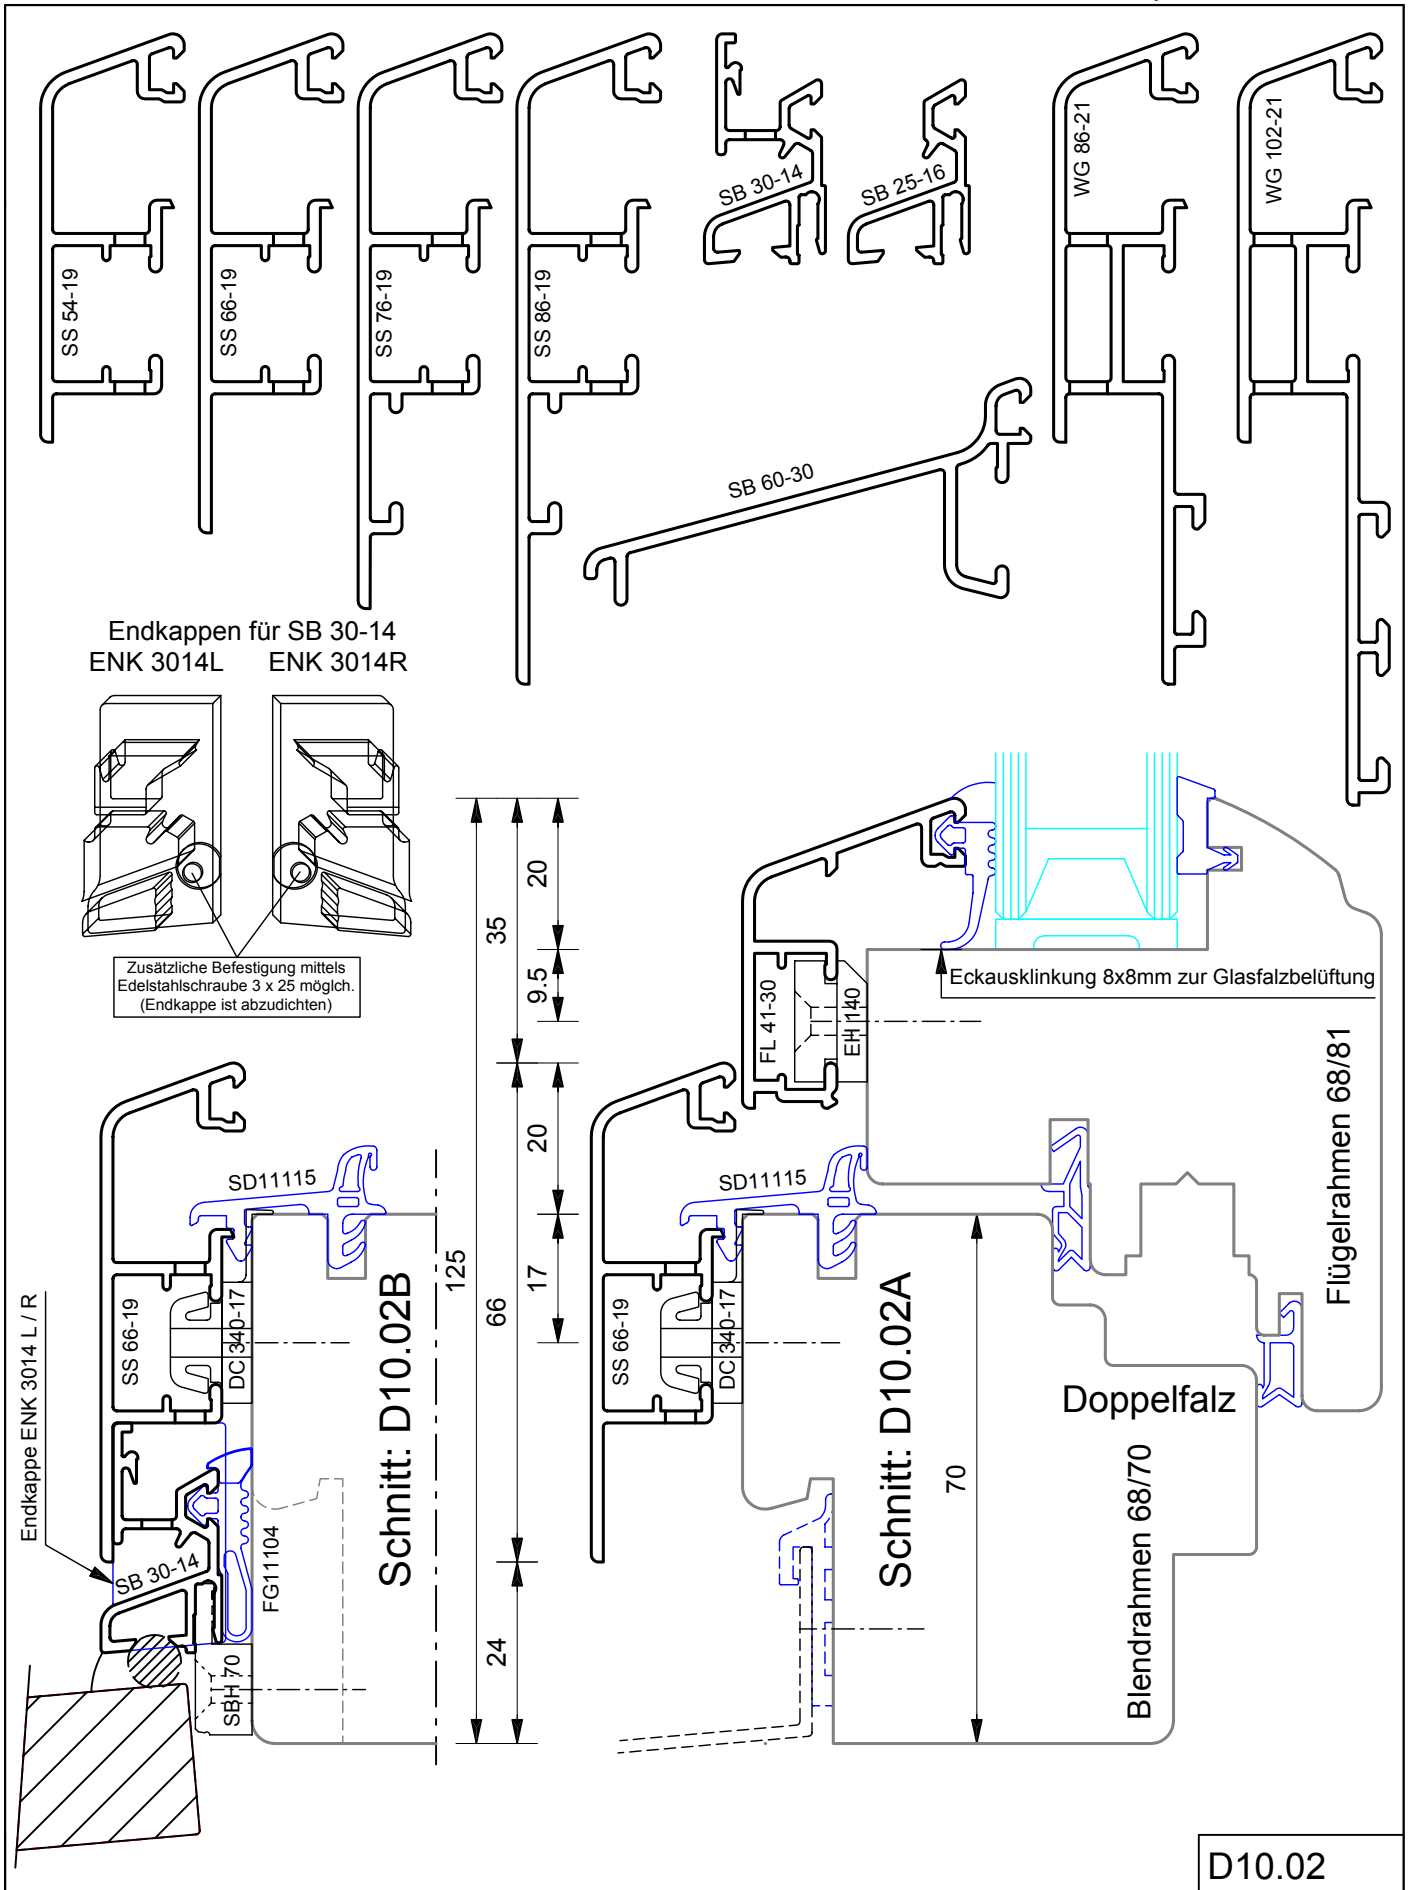 SS 54-19
SS 66-19
SS 76-19
SS 86-19
SB 30-14
SB 25-16
WG 86-21
WG 102-21
SB 60-30
Endkappen für SB 30-14
ENK 3014L ENK 3014R
Zusätzliche Befestigung mittels
Edelstahlschraube 3 x 25 möglch.
(Endkappe ist abzudichten)
20
35
9.5
20
17
125
66
24
FL 41-30
EH 140
Eckausklinkung 8x8mm zur Glasfalzbelüftung
Flügelrahmen 68/81
SD11115
SS 66-19
DC 340-17
Schnitt: D10.02B
Endkappe ENK 3014 L / R
SB 30-14
FG11104
SBH 70
SD11115
SS 66-19
DC 340-17
Schnitt: D10.02A
70
Doppelfalz
Blendrahmen 68/70
D10.02